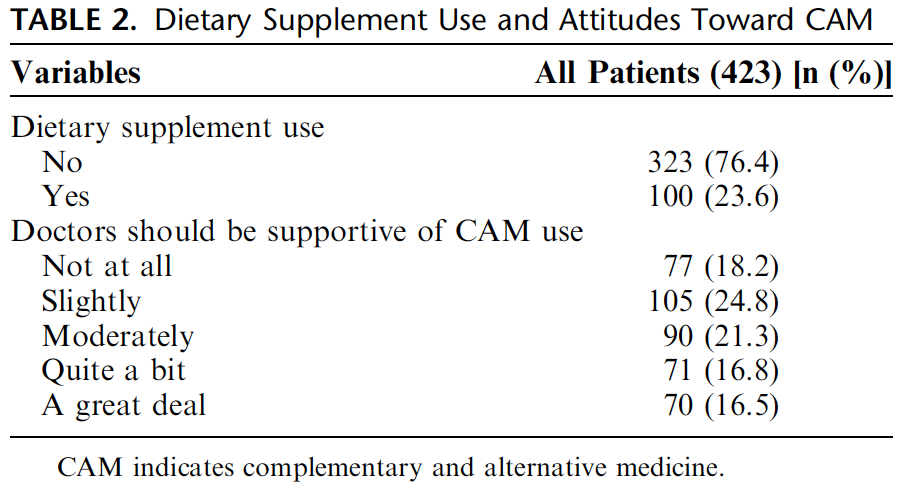 TABLE 2. Dietary Supplement Use and Attitudes Toward CAM
Variables All Patients (423) [n (%)]
Dietary supplement use
No 323 (76.4)
Yes 100 (23.6)
Doctors should be supportive of CAM use
Not at all 77 (18.2)
Slightly 105 (24.8)
Moderately 90 (21.3)
Quite a bit 71 (16.8)
A great deal 70 (16.5)
CAM indicates complementary and alternative medicine.